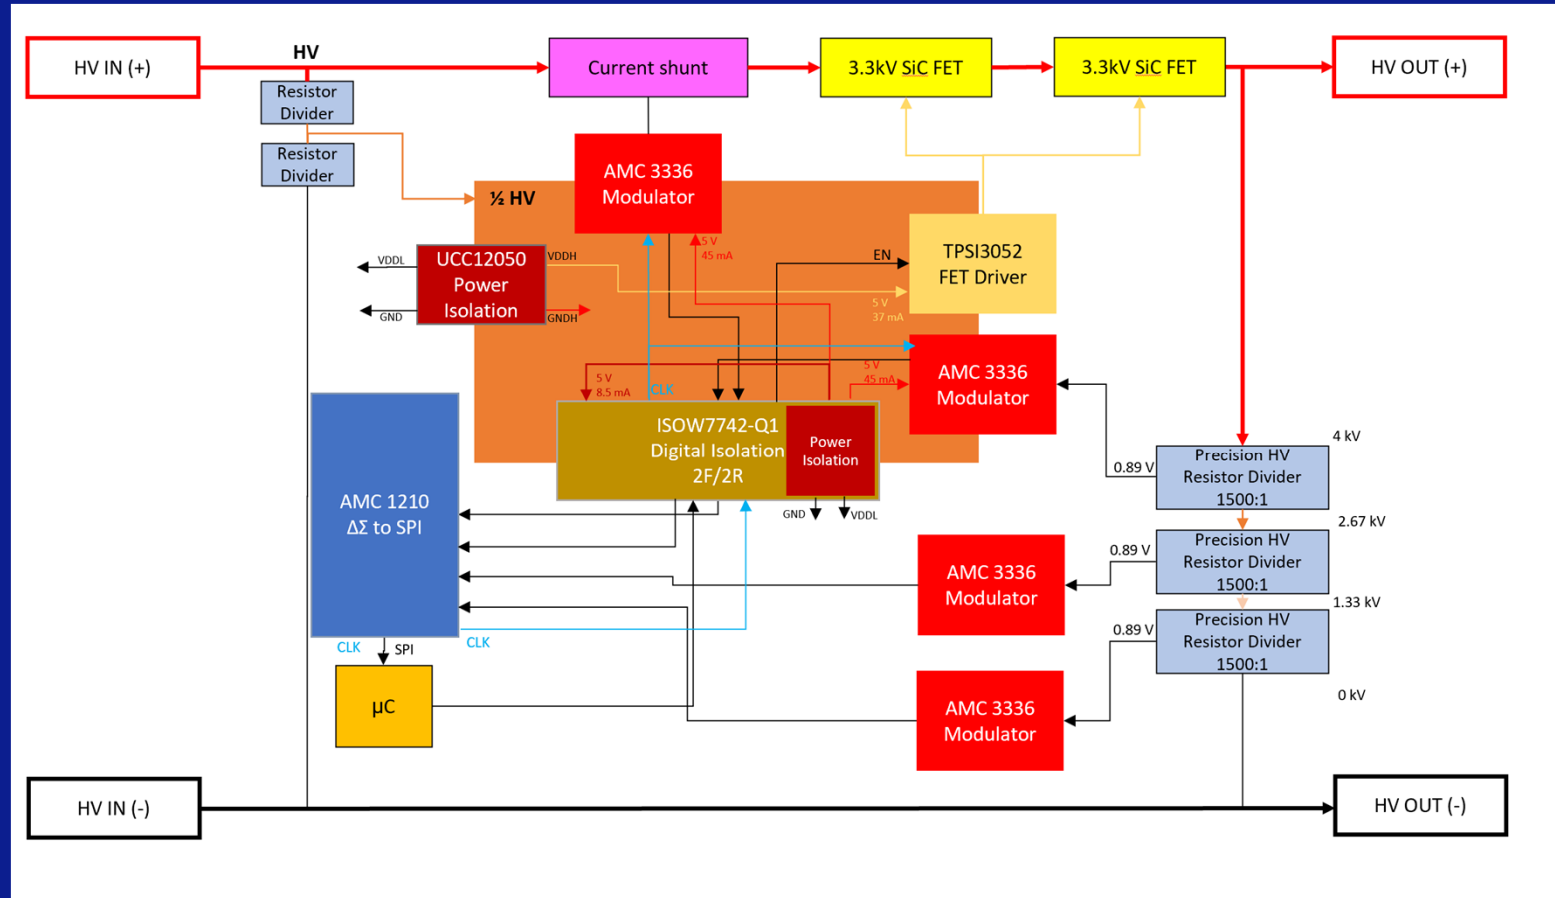 HV IN (+)
HV
Current shunt
3.3kV SiC FET
3.3kV SiC FET
HV OUT (+)
Resistor
Divider
Resistor
Divider
AMC 3336
Modulator
½ HV
5 V
45 mA
UCC12050
Power
Isolation
VDDL
GND
VDDH
GNDH
EN
TPSI3052
FET Driver
5 V
37 mA
AMC 3336
Modulator
5 V
45 mA
5 V
8.5 mA
CLK
ISOW7742-Q1
Digital Isolation
2F/2R
Power
Isolation
GND
VDDL
AMC 1210
ΔΣ to SPI
CLK
SPI
CLK
µC
AMC 3336
Modulator
AMC 3336
Modulator
4 kV
0.89 V
Precision HV
Resistor Divider
1500:1
2.67 kV
0.89 V
Precision HV
Resistor Divider
1500:1
1.33 kV
0.89 V
Precision HV
Resistor Divider
1500:1
0 kV
HV IN (-)
HV OUT (-)